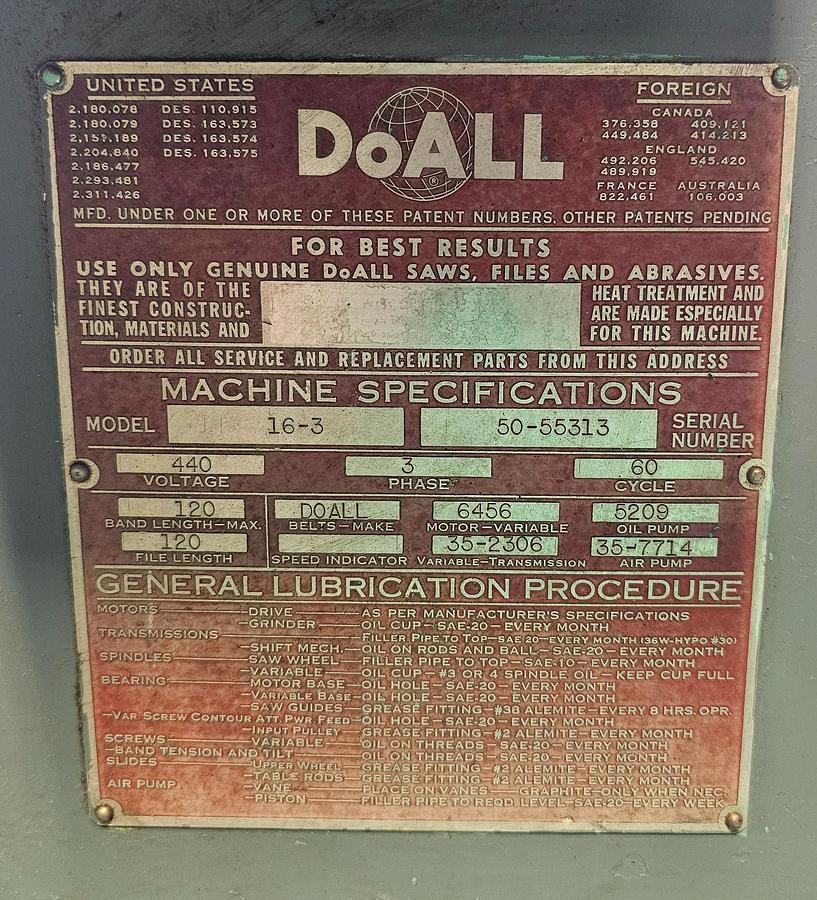 UNITED STATES
2,180,078 DES. 110,915
2,180,079 DES. 163,573
2,151,189 DES. 163,574
2,204,840 DES. 163,575
2,186,477
2,293,481
2,311,426
DoALL
®
FOREIGN
CANADA
376,358 409,121
449,484 414,213
ENGLAND
492,206 545,420
489,919
FRANCE AUSTRALIA
822,461 106,003
MFD. UNDER ONE OR MORE OF THESE PATENT NUMBERS. OTHER PATENTS PENDING
FOR BEST RESULTS
USE ONLY GENUINE DoALL SAWS, FILES AND ABRASIVES.
THEY ARE OF THE
FINEST CONSTRUC-
TION, MATERIALS AND
HEAT TREATMENT AND
ARE MADE ESPECIALLY
FOR THIS MACHINE.
ORDER ALL SERVICE AND REPLACEMENT PARTS FROM THIS ADDRESS
MACHINE SPECIFICATIONS
MODEL 16-3 50-55313 SERIAL NUMBER
440 3 60
VOLTAGE PHASE CYCLE
120 DOALL 6456 5209
BAND LENGTH-MAX. BELTS-MAKE MOTOR-VARIABLE OIL PUMP
120 35-2306 35-7714
FILE LENGTH SPEED INDICATOR VARIABLE-TRANSMISSION AIR PUMP
GENERAL LUBRICATION PROCEDURE
MOTORS DRIVE AS PER MANUFACTURER'S SPECIFICATIONS
GRINDER OIL CUP-SAE-20-EVERY MONTH
TRANSMISSIONS FILLER PIPE TO TOP-SAE 20-EVERY MONTH (36W-HYPO #30)
SHIFT MECH. OIL ON RODS AND BALL-SAE-20-EVERY MONTH
SPINDLES SAW WHEEL FILLER PIPE TO TOP-SAE-10-EVERY MONTH
VARIABLE OIL CUP-#3 OR 4 SPINDLE OIL-KEEP CUP FULL
BEARING MOTOR BASE OIL HOLE-SAE-20-EVERY MONTH
VARIABLE BASE OIL HOLE-SAE-20-EVERY MONTH
SAW GUIDES GREASE FITTING-#38 ALEMITE-EVERY 8 HRS. OPR.
VAR SCREW CONTOUR ATT. PWR. FEED OIL HOLE-SAE-20-EVERY MONTH
INPUT PULLEY GREASE FITTING-#2 ALEMITE-EVERY MONTH
SCREWS VARIABLE OIL ON THREADS-SAE-20-EVERY MONTH
BAND TENSION AND TILT OIL ON THREADS-SAE-20-EVERY MONTH
SLIDES UPPER WHEEL GREASE FITTING-#2 ALEMITE-EVERY MONTH
TABLE RODS GREASE FITTING-#2 ALEMITE-EVERY MONTH
AIR PUMP VANE PLACE ON VANES-GRAPHITE-ONLY WHEN NEC.
PISTON FILLER PIPE TO REQD. LEVEL-SAE-20-EVERY WEEK